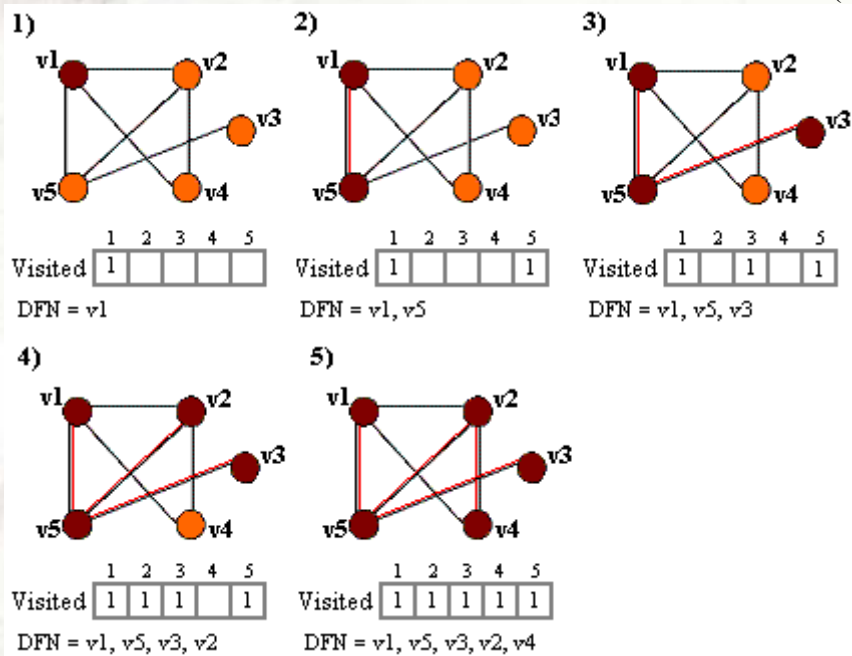 1)
v1
v2
v3
v5
v4
1 2 3 4 5
Visited 1
DFN = v1
2)
v1
v2
v3
v5
v4
1 2 3 4 5
Visited 1 1
DFN = v1, v5
3)
v1
v2
v3
v5
v4
1 2 3 4 5
Visited 1 1 1
DFN = v1, v5, v3
4)
v1
v2
v3
v5
v4
1 2 3 4 5
Visited 1 1 1 1
DFN = v1, v5, v3, v2
5)
v1
v2
v3
v5
v4
1 2 3 4 5
Visited 1 1 1 1 1
DFN = v1, v5, v3, v2, v4